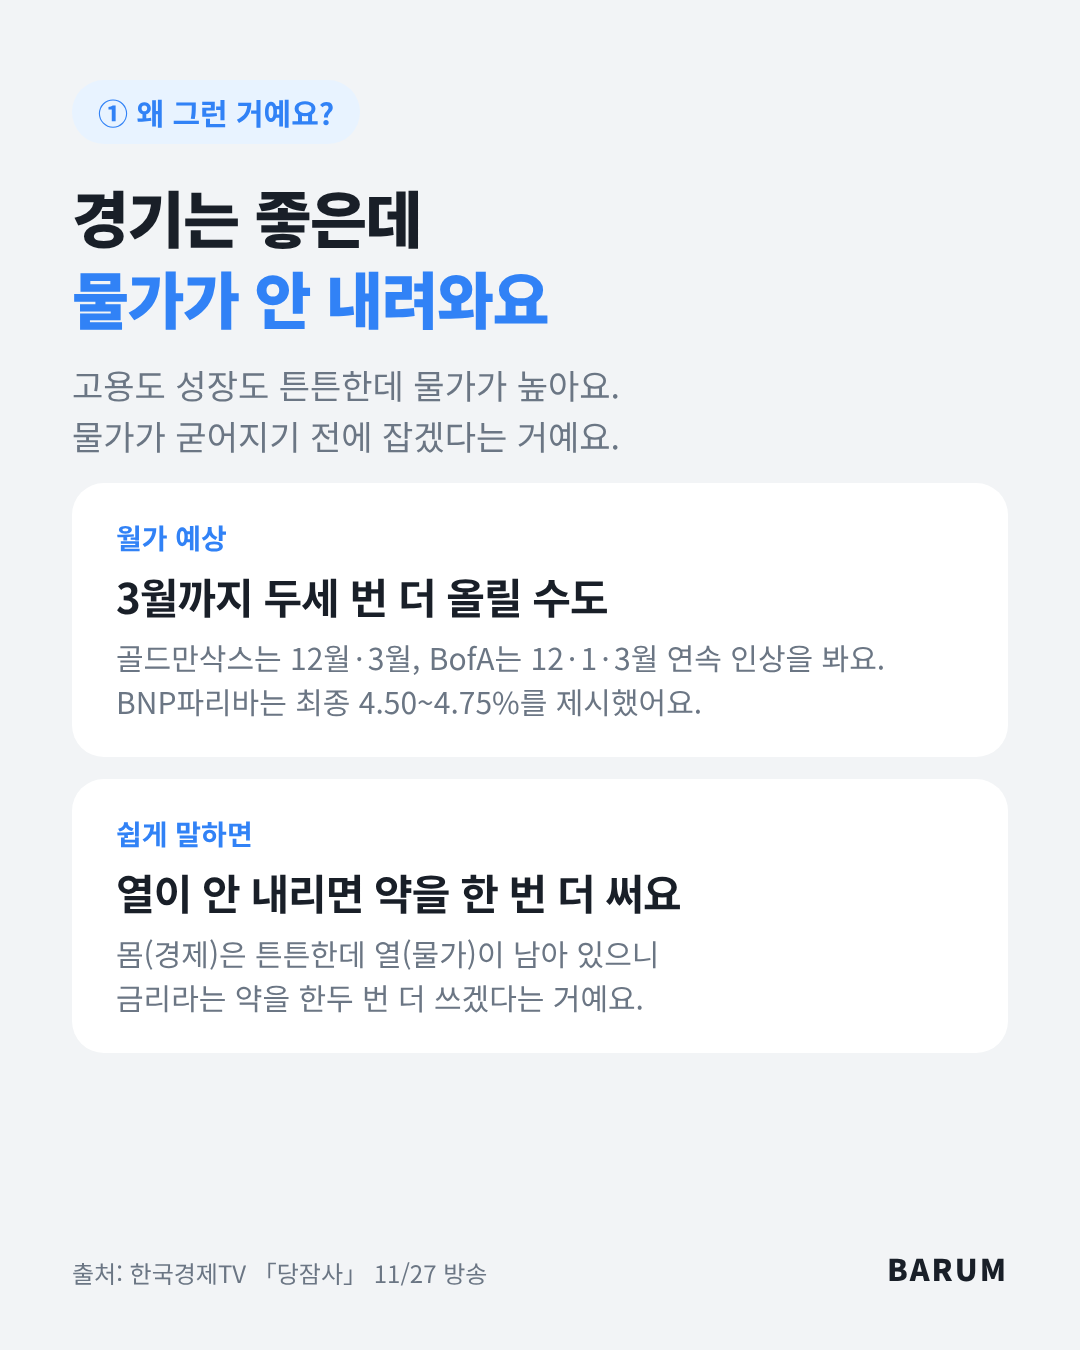 ① 왜 그런 거예요?
경기는 좋은데
물가가 안 내려와요
고용도 성장도 튼튼한데 물가가 높아요.
물가가 굳어지기 전에 잡겠다는 거예요.
월가 예상
3월까지 두세 번 더 올릴 수도
골드만삭스는 12월·3월, BofA는 12·1·3월 연속 인상을 봐요.
BNP파리바는 최종 4.50~4.75%를 제시했어요.
쉽게 말하면
열이 안 내리면 약을 한 번 더 써요
몸(경제)은 튼튼한데 열(물가)이 남아 있으니
금리라는 약을 한두 번 더 쓰겠다는 거예요.
출처: 한국경제TV 「당잠사」 11/27 방송
BARUM